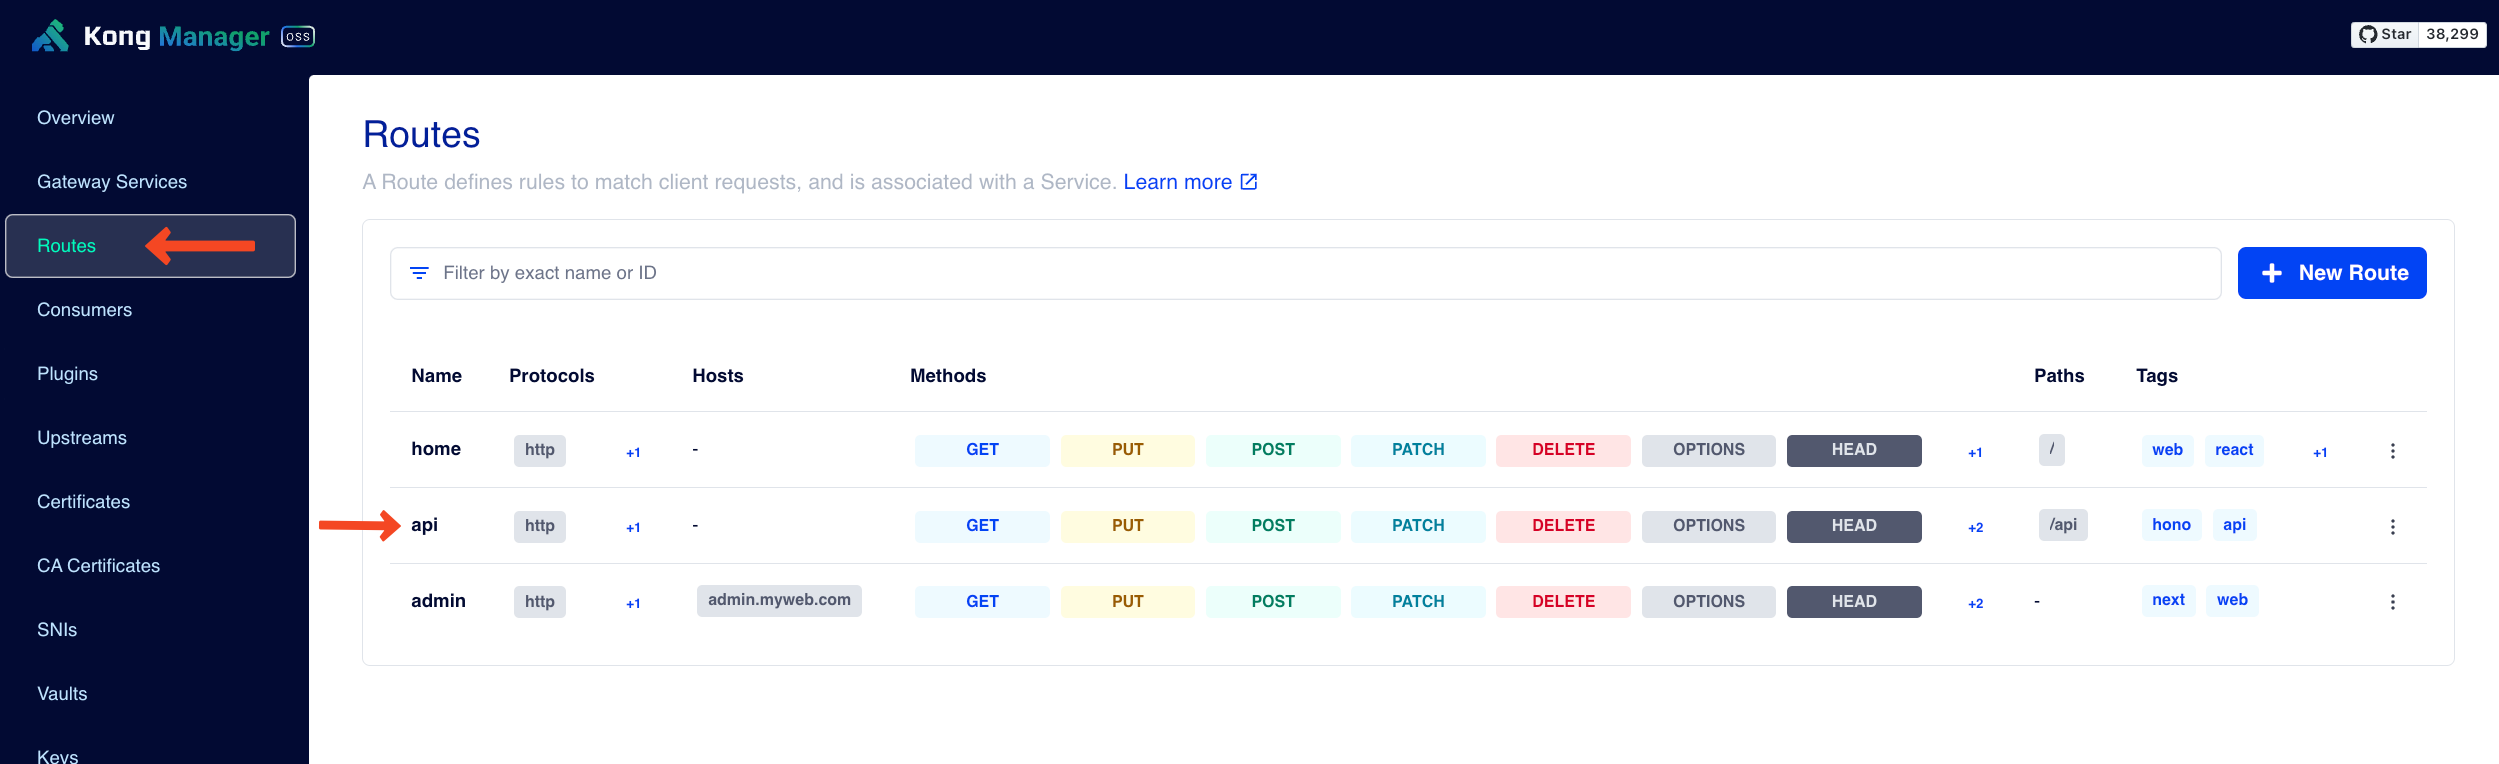 Kong Manager OSS
Star 38,299
Overview
Gateway Services
Routes
Consumers
Plugins
Upstreams
Certificates
CA Certificates
SNIs
Vaults
Keys
Routes
A Route defines rules to match client requests, and is associated with a Service. Learn more
Filter by exact name or ID
New Route
Name Protocols Hosts Methods Paths Tags
home http +1 - GET PUT POST PATCH DELETE OPTIONS HEAD +1 / web react +1
api http +1 - GET PUT POST PATCH DELETE OPTIONS HEAD +2 /api hono api
admin http +1 admin.myweb.com GET PUT POST PATCH DELETE OPTIONS HEAD +2 - next web